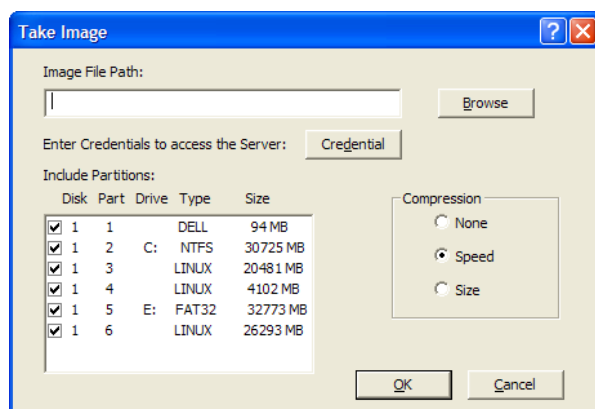 Take Image
Image File Path:
Browse
Enter Credentials to access the Server: Credential
Include Partitions:
Disk Part Drive Type Size
1 1 DELL 94 MB
1 2 C: NTFS 30725 MB
1 3 LINUX 20481 MB
1 4 LINUX 4102 MB
1 5 E: FAT32 32773 MB
1 6 LINUX 26293 MB
Compression
None
Speed
Size
OK Cancel